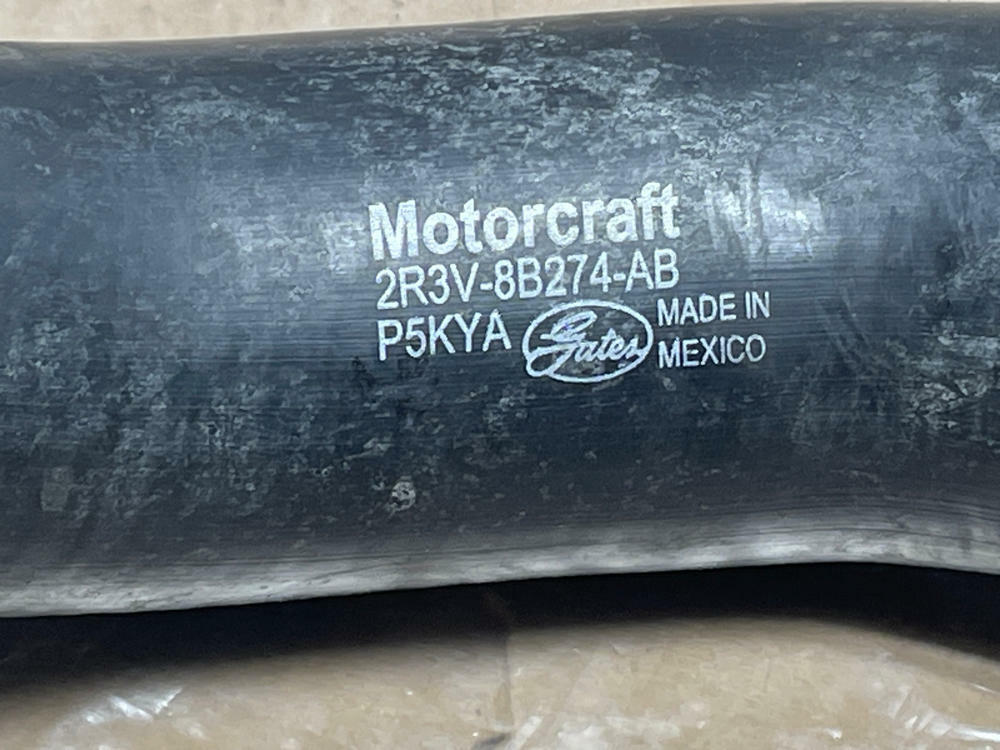 Motorcraft
2R3V-8B274-AB
P5KYA Gates MADE IN
MEXICO